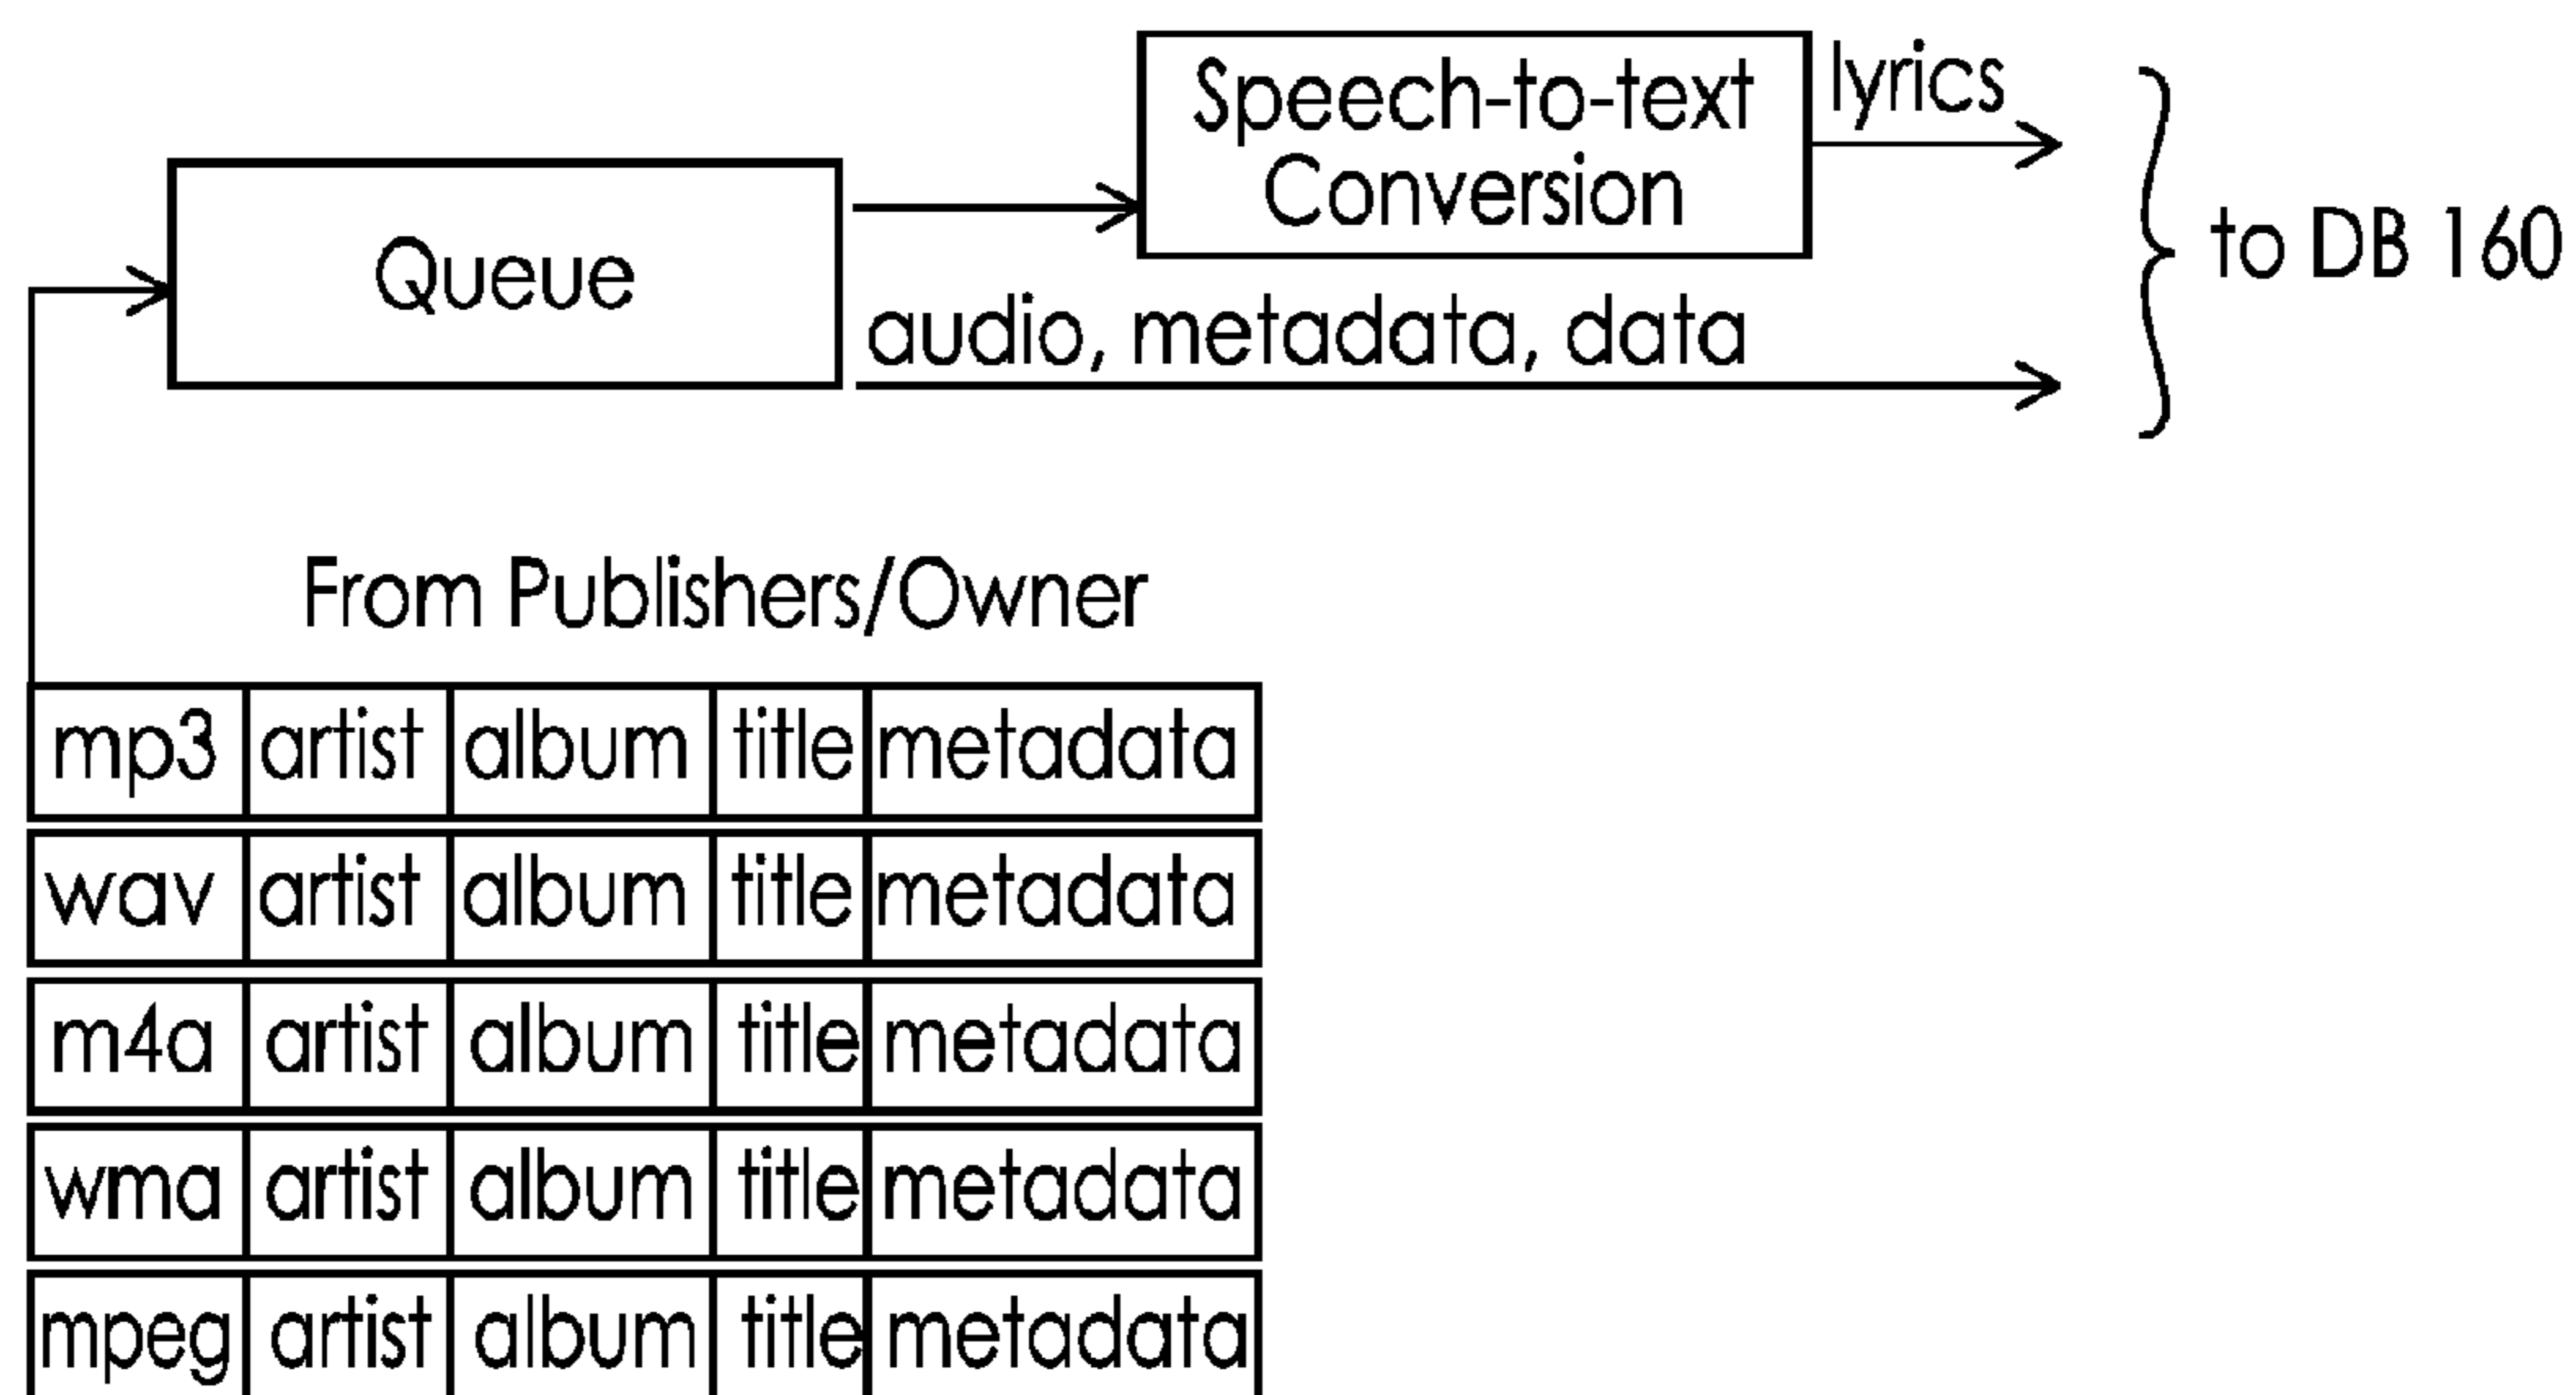 Speech-to-text
Conversion
lyrics
Queue
to DB 160
audio, metadata, data
From Publishers/Owner
mp3 artist album title metadata
wav artist album title metadata
m4a artist album title metadata
wma artist album title metadata
mpeg artist album title metadata